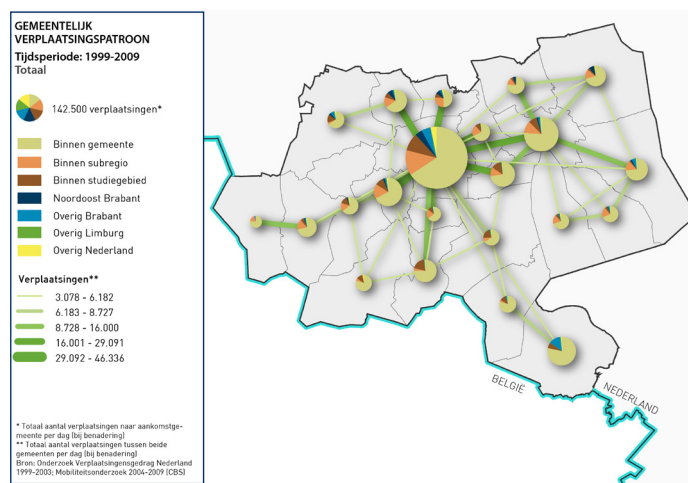 GEMEENTELIJK
VERPLAATSINGSPATROON
Tijdsperiode: 1999-2009
Totaal
142.500 verplaatsingen*
Binnen gemeente
Binnen subregio
Binnen studiegebied
Noordoost Brabant
Overig Brabant
Overig Limburg
Overig Nederland
Verplaatsingen**
3.078 - 6.182
6.183 - 8.727
8.728 - 16.000
16.001 - 29.091
29.092 - 46.336
* Totaal aantal verplaatsingen naar aankomstge-
meente per dag (bij benadering)
** Totaal aantal verplaatsingen tussen beide
gemeenten per dag (bij benadering)
Bron: Onderzoek Verplaatsingsgedrag Nederland
1999-2003; Mobiliteitsonderzoek 2004-2009 (CBS)
BELGIË
NEDERLAND